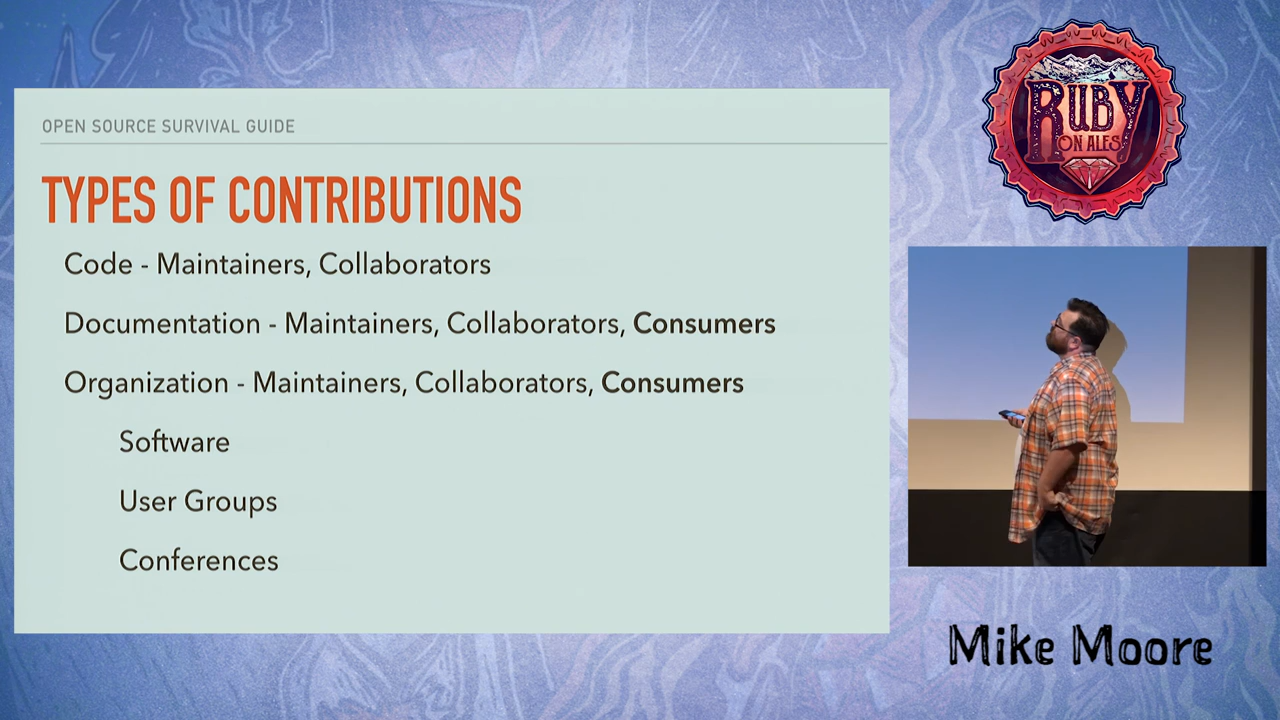 OPEN SOURCE SURVIVAL GUIDE
TYPES OF CONTRIBUTIONS
Code - Maintainers, Collaborators
Documentation - Maintainers, Collaborators, Consumers
Organization - Maintainers, Collaborators, Consumers
Software
User Groups
Conferences
RUBY
ON ALES
Mike Moore